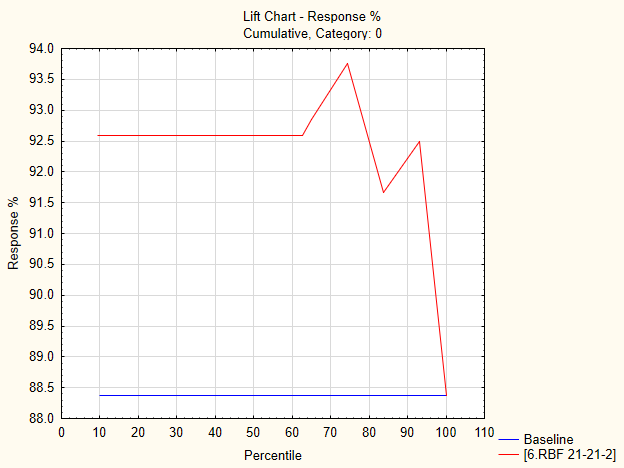 Lift Chart - Response %
Cumulative, Category: 0
94.0
93.5
93.0
92.5
92.0
91.5
91.0
90.5
90.0
89.5
89.0
88.5
88.0
Response %
0 10 20 30 40 50 60 70 80 90 100 110
Percentile
Baseline
[6.RBF 21-21-2]